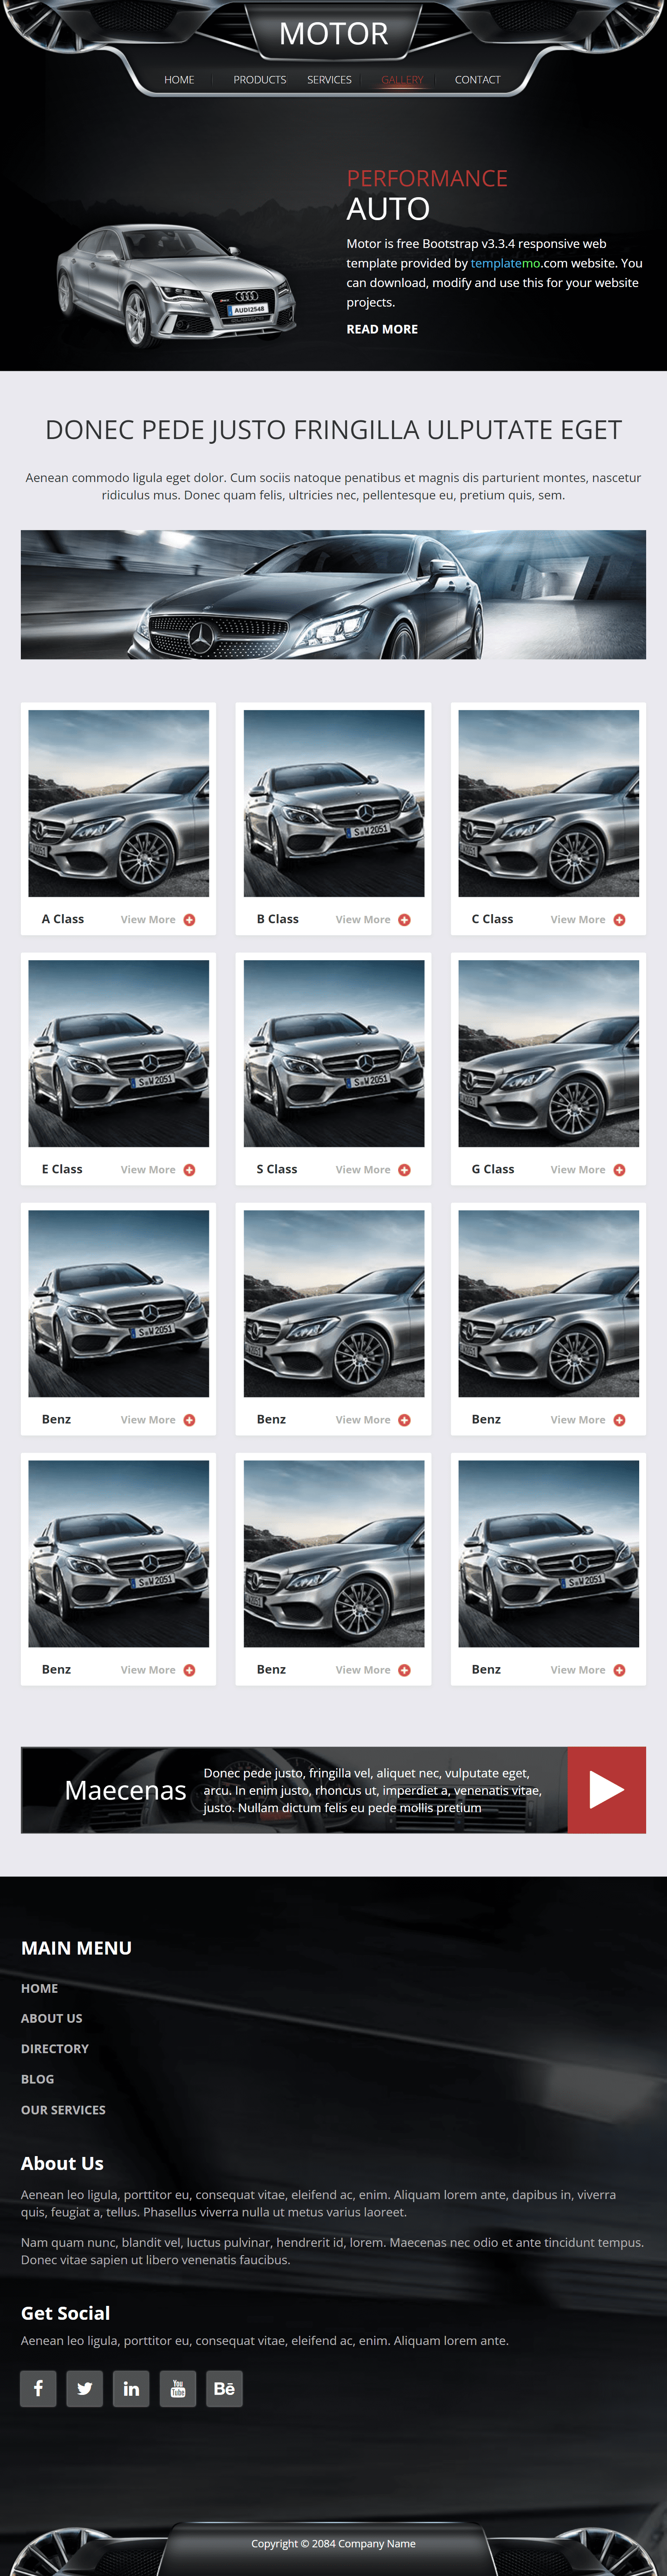 MOTOR
HOME PRODUCTS SERVICES GALLERY CONTACT
PERFORMANCE
AUTO
Motor is free Bootstrap v3.3.4 responsive web
template provided by templatemo.com website. You
can download, modify and use this for your website
projects.
READ MORE
AUDI2548
DONEC PEDE JUSTO FRINGILLA ULPUTATE EGET
Aenean commodo ligula eget dolor. Cum sociis natoque penatibus et magnis dis parturient montes, nascetur
ridiculus mus. Donec quam felis, ultricies nec, pellentesque eu, pretium quis, sem.
S W 2051
A Class View More
B Class View More
C Class View More
S W 2051
S W 2051
E Class View More
S Class View More
G Class View More
S W 2051
Benz View More
Benz View More
Benz View More
S W 2051
S W 2051
Benz View More
Benz View More
Benz View More
Maecenas
Donec pede justo, fringilla vel, aliquet nec, vulputate eget,
arcu. In enim justo, rhoncus ut, imperdiet a, venenatis vitae,
justo. Nullam dictum felis eu pede mollis pretium
MAIN MENU
HOME
ABOUT US
DIRECTORY
BLOG
OUR SERVICES
About Us
Aenean leo ligula, porttitor eu, consequat vitae, eleifend ac, enim. Aliquam lorem ante, dapibus in, viverra
quis, feugiat a, tellus. Phasellus viverra nulla ut metus varius laoreet.
Nam quam nunc, blandit vel, luctus pulvinar, hendrerit id, lorem. Maecenas nec odio et ante tincidunt tempus.
Donec vitae sapien ut libero venenatis faucibus.
Get Social
Aenean leo ligula, porttitor eu, consequat vitae, eleifend ac, enim. Aliquam lorem ante.
f in You Tube Bē
Copyright © 2084 Company Name